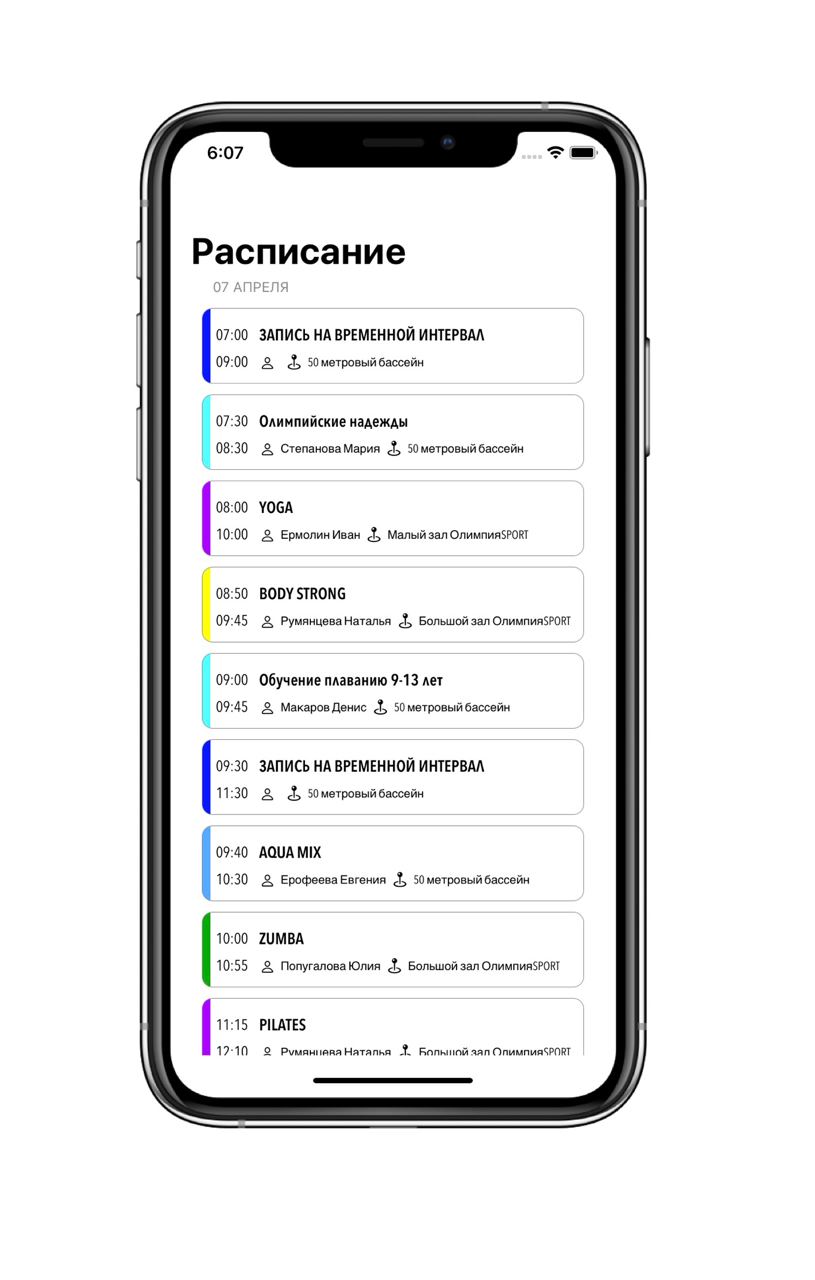 6:07
Расписание
07 АПРЕЛЯ
07:00 ЗАПИСЬ НА ВРЕМЕННОЙ ИНТЕРВАЛ
09:00 50 метровый бассейн
07:30 Олимпийские надежды
08:30 Степанова Мария 50 метровый бассейн
08:00 YOGA
10:00 Ермолин Иван Малый зал ОлимпияSPORT
08:50 BODY STRONG
09:45 Румянцева Наталья Большой зал ОлимпияSPORT
09:00 Обучение плаванию 9-13 лет
09:45 Макаров Денис 50 метровый бассейн
09:30 ЗАПИСЬ НА ВРЕМЕННОЙ ИНТЕРВАЛ
11:30 50 метровый бассейн
09:40 AQUA MIX
10:30 Ерофеева Евгения 50 метровый бассейн
10:00 ZUMBA
10:55 Попугалова Юлия Большой зал ОлимпияSPORT
11:15 PILATES
12:10 Румянцева Наталья Большой зал ОлимпияSPORT